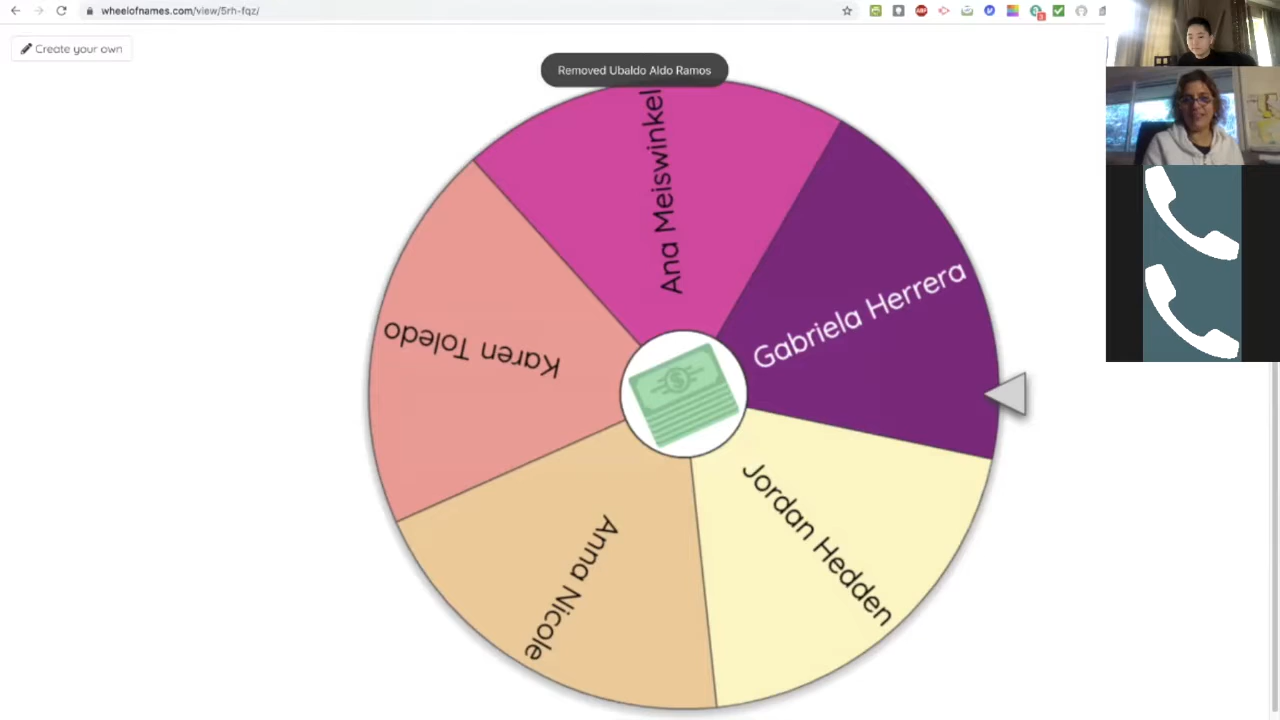 wheelofnames.com/view/5rh-fqz/
Create your own
Removed Ubaldo Aldo Ramos
Ana Meiswinkel
Gabriela Herrera
Karen Toledo
Jordan Hedden
Anna Nicole